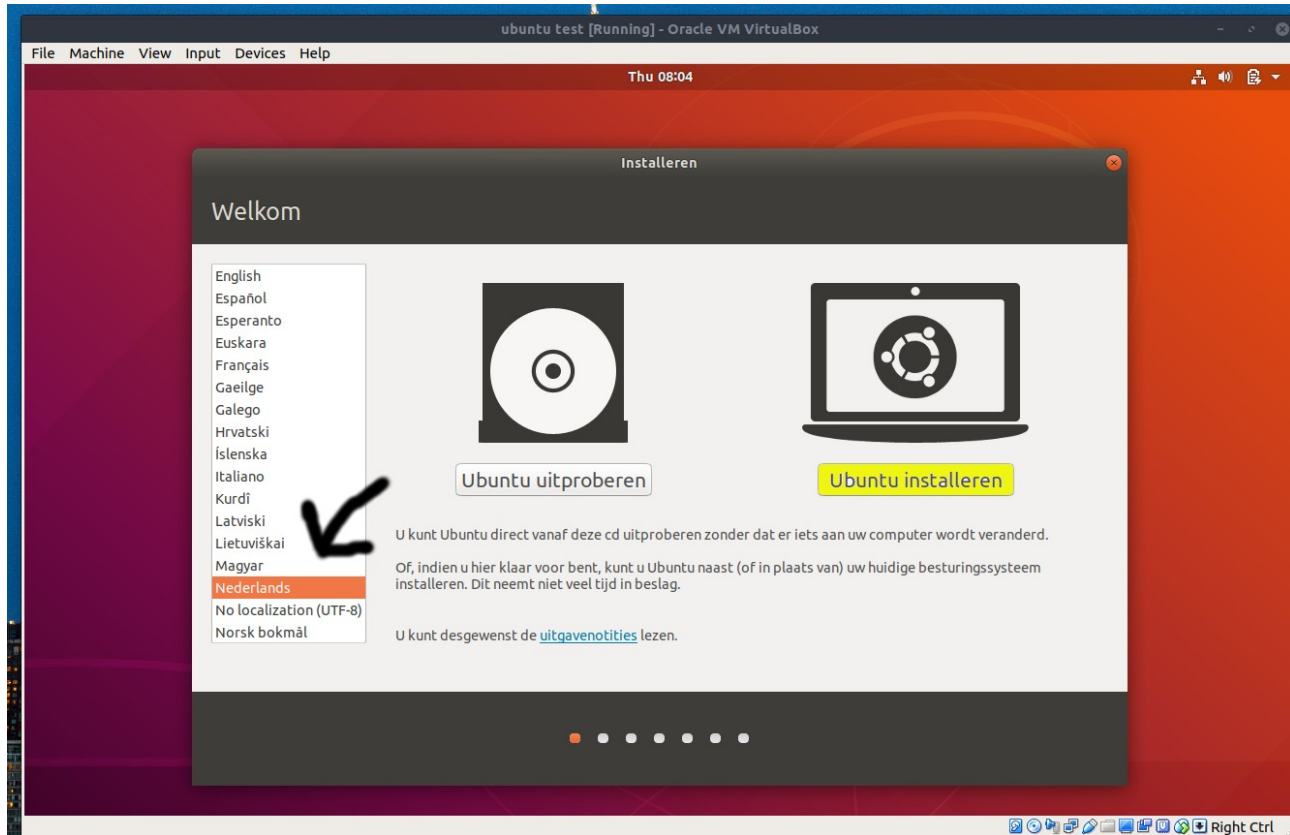 ubuntu test [Running] - Oracle VM VirtualBox
File Machine View Input Devices Help
Thu 08:04
Installeren
Welkom
English
Español
Esperanto
Euskara
Français
Gaeilge
Galego
Hrvatski
Íslenska
Italiano
Kurdî
Latviski
Lietuviškai
Magyar
Nederlands
No localization (UTF-8)
Norsk bokmål
Ubuntu uitproberen
Ubuntu installeren
U kunt Ubuntu direct vanaf deze cd uitproberen zonder dat er iets aan uw computer wordt veranderd.
Of, indien u hier klaar voor bent, kunt u Ubuntu naast (of in plaats van) uw huidige besturingssysteem
installeren. Dit neemt niet veel tijd in beslag.
U kunt desgewenst de uitgavenotities lezen.
Right Ctrl